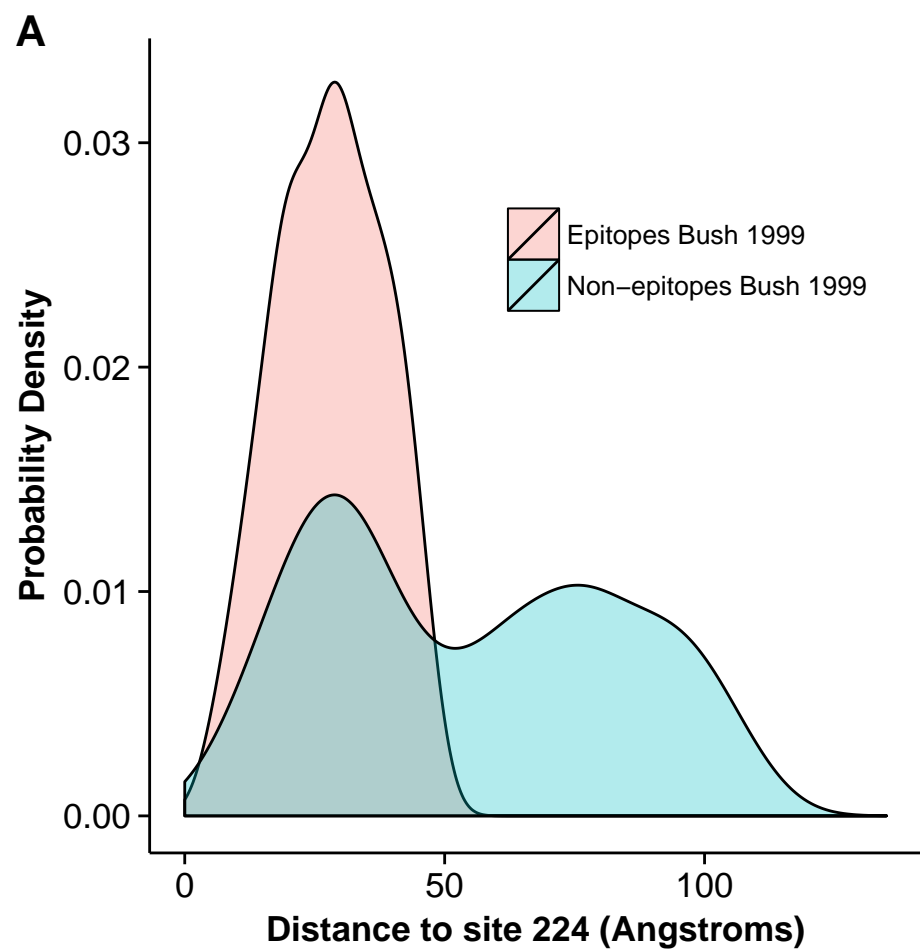 A
0.03
0.02
0.01
0.00
Probability Density
Epitopes Bush 1999
Non−epitopes Bush 1999
0 50 100
Distance to site 224 (Angstroms)